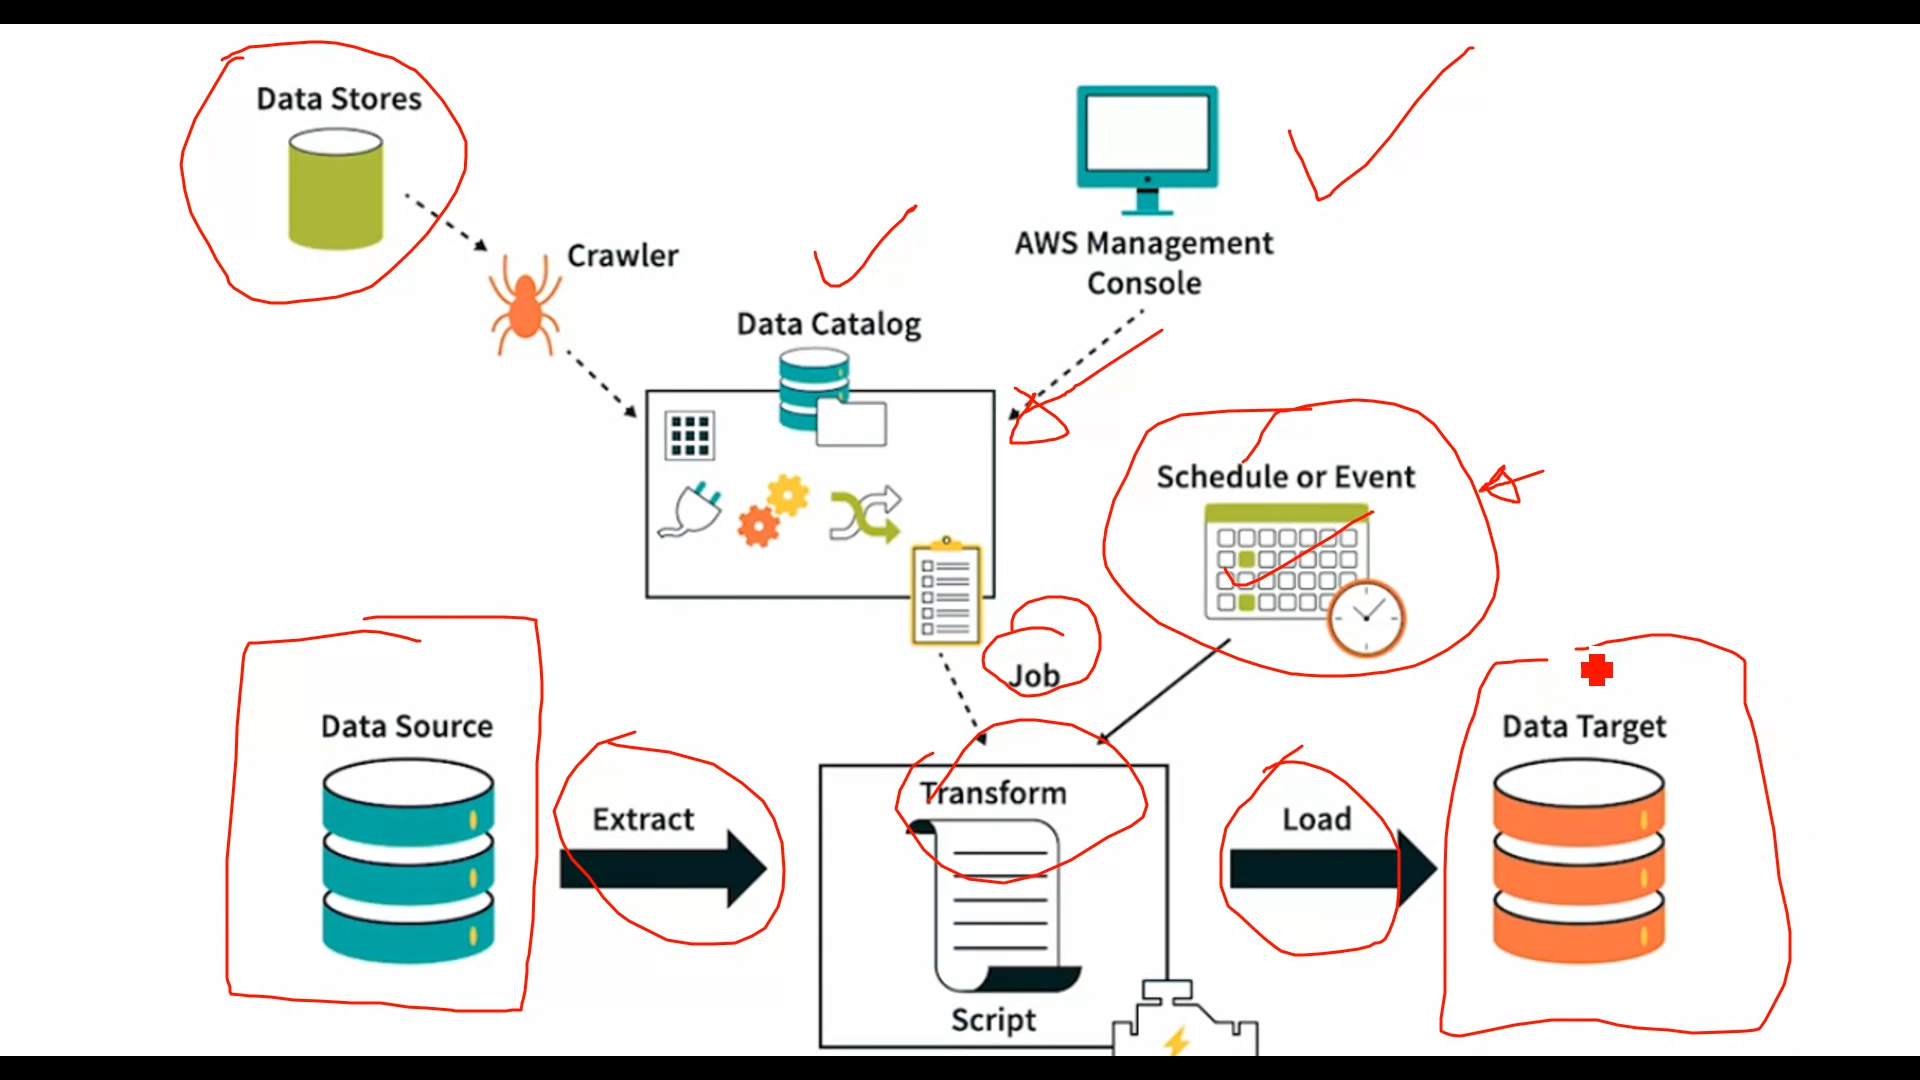 Data Stores
Crawler
Data Catalog
AWS Management
Console
Schedule or Event
Job
Data Source
Extract
Transform
Script
Load
Data Target